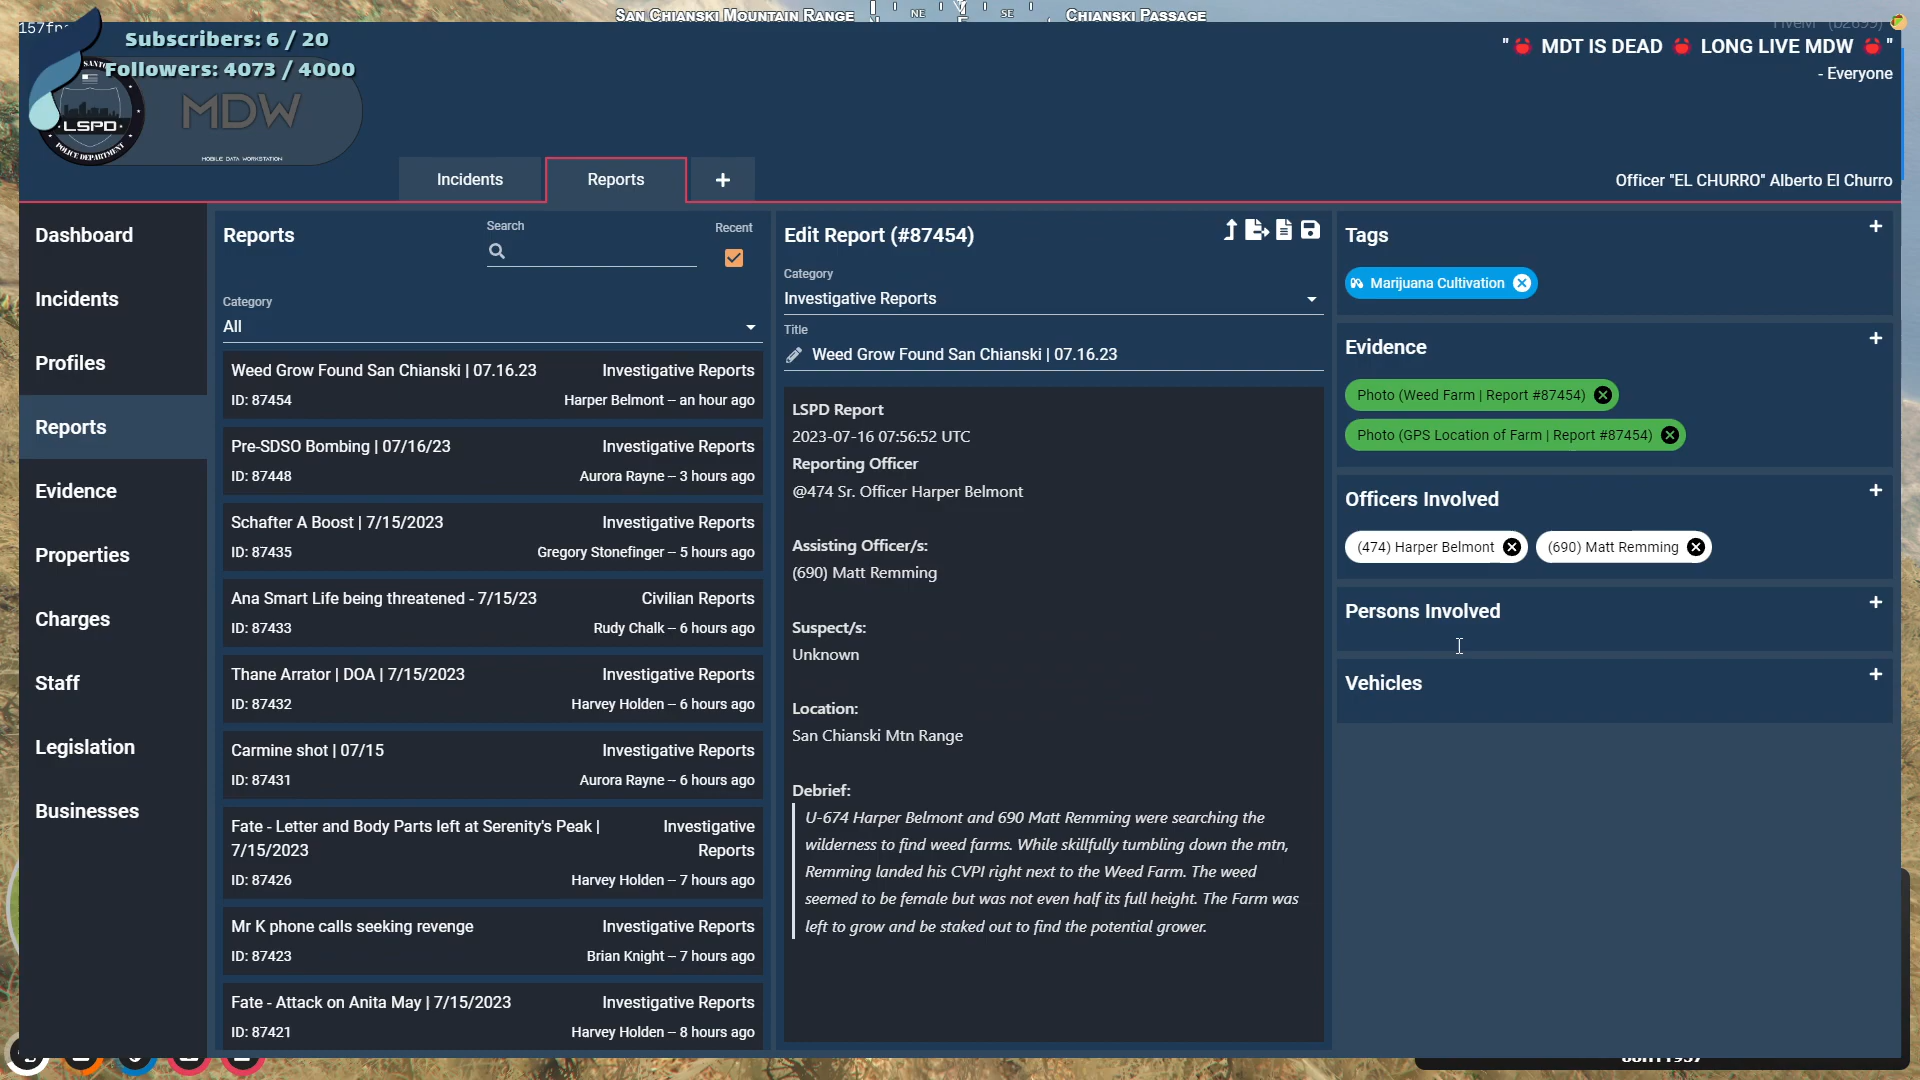 SAN CHIANSKI MOUNTAIN RANGE
NE
SE
CHIANSKI PASSAGE
Subscribers: 6 / 20
Followers: 4073 / 4000
LSPD
POLICE DEPARTMENT
MDW
MOBILE DATA WORKSTATION
" MDT IS DEAD LONG LIVE MDW "
- Everyone
Incidents
Reports
+
Officer "EL CHURRO" Alberto El Churro
Dashboard
Incidents
Profiles
Reports
Evidence
Properties
Charges
Staff
Legislation
Businesses
Reports
Search
Recent
Category
All
Weed Grow Found San Chianski | 07.16.23 Investigative Reports
ID: 87454 Harper Belmont – an hour ago
Pre-SDSO Bombing | 07/16/23 Investigative Reports
ID: 87448 Aurora Rayne – 3 hours ago
Schafter A Boost | 7/15/2023 Investigative Reports
ID: 87435 Gregory Stonefinger – 5 hours ago
Ana Smart Life being threatened - 7/15/23 Civilian Reports
ID: 87433 Rudy Chalk – 6 hours ago
Thane Arrator | DOA | 7/15/2023 Investigative Reports
ID: 87432 Harvey Holden – 6 hours ago
Carmine shot | 07/15 Investigative Reports
ID: 87431 Aurora Rayne – 6 hours ago
Fate - Letter and Body Parts left at Serenity's Peak | Investigative
7/15/2023 Reports
ID: 87426 Harvey Holden – 7 hours ago
Mr K phone calls seeking revenge Investigative Reports
ID: 87423 Brian Knight – 7 hours ago
Fate - Attack on Anita May | 7/15/2023 Investigative Reports
ID: 87421 Harvey Holden – 8 hours ago
Edit Report (#87454)
Category
Investigative Reports
Title
Weed Grow Found San Chianski | 07.16.23
LSPD Report
2023-07-16 07:56:52 UTC
Reporting Officer
@474 Sr. Officer Harper Belmont
Assisting Officer/s:
(690) Matt Remming
Suspect/s:
Unknown
Location:
San Chianski Mtn Range
Debrief:
U-674 Harper Belmont and 690 Matt Remming were searching the
wilderness to find weed farms. While skillfully tumbling down the mtn,
Remming landed his CVPI right next to the Weed Farm. The weed
seemed to be female but was not even half its full height. The Farm was
left to grow and be staked out to find the potential grower.
Tags
+
Marijuana Cultivation
Evidence
+
Photo (Weed Farm | Report #87454)
Photo (GPS Location of Farm | Report #87454)
Officers Involved
+
(474) Harper Belmont
(690) Matt Remming
Persons Involved
+
Vehicles
+